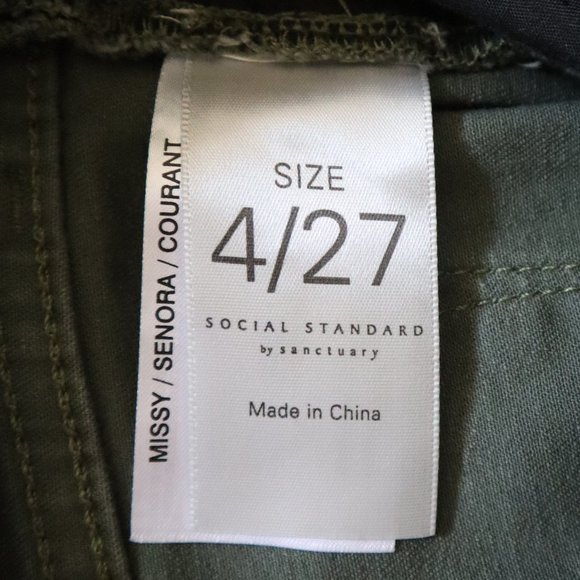 MISSY / SENORA / COURANT
SIZE
4/27
SOCIAL STANDARD
by sanctuary
Made in China